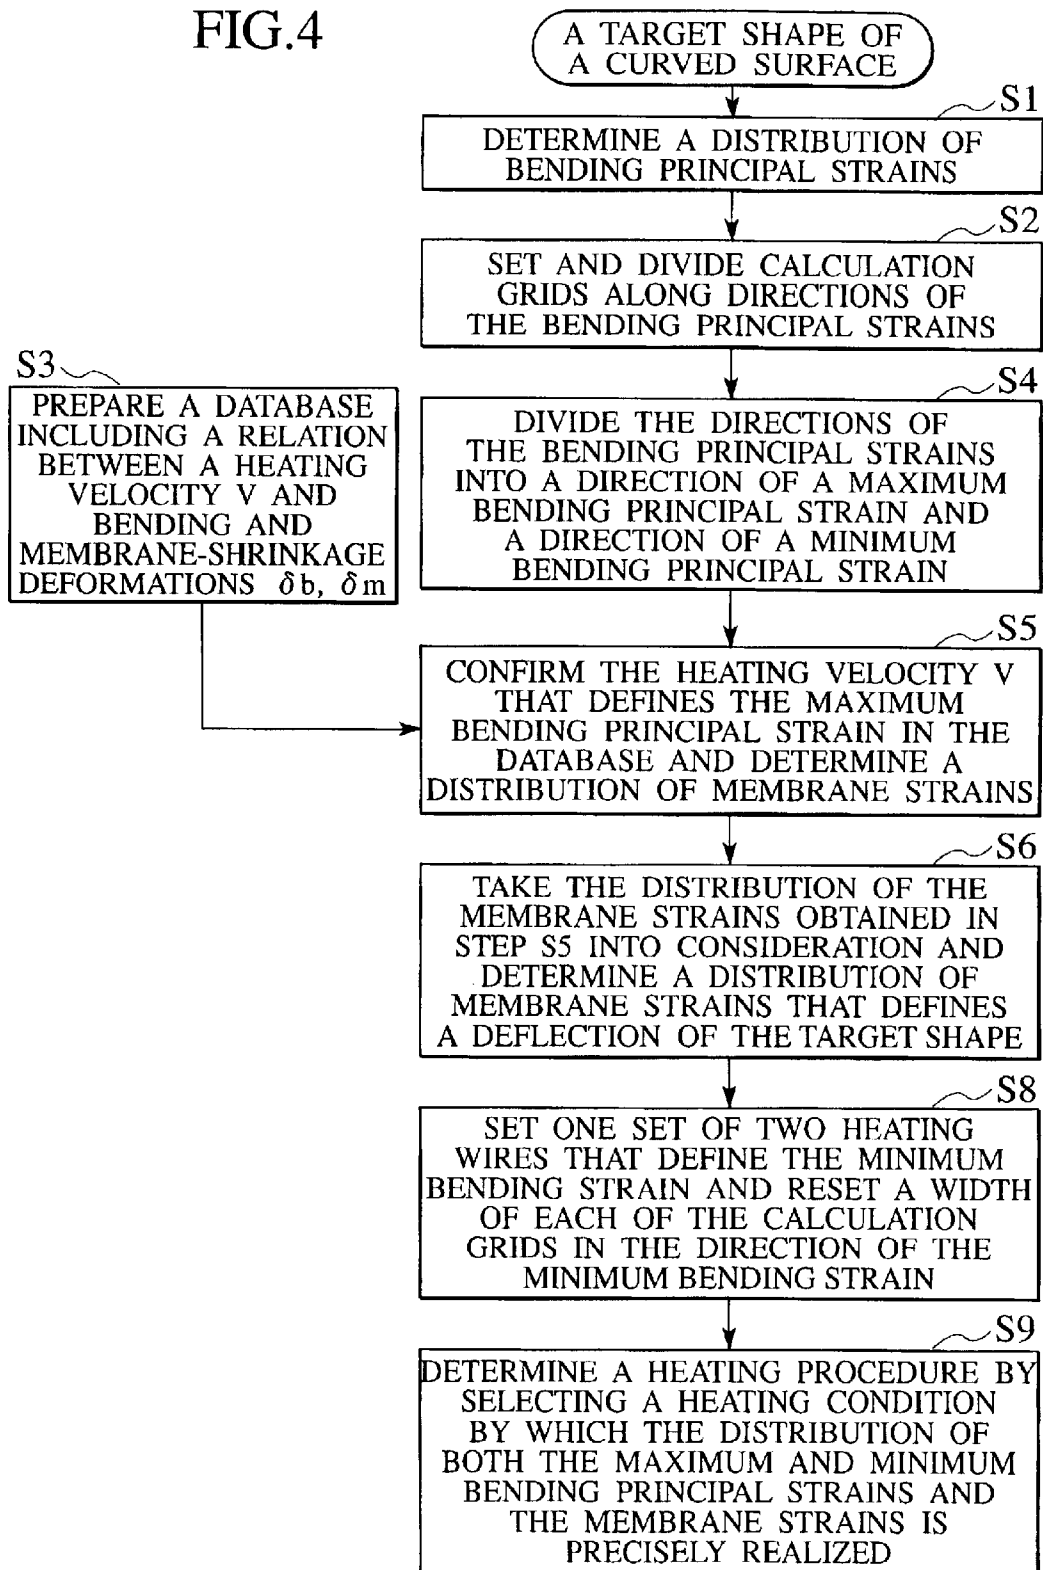 FIG.4
A TARGET SHAPE OF
A CURVED SURFACE
S1
DETERMINE A DISTRIBUTION OF
BENDING PRINCIPAL STRAINS
S2
SET AND DIVIDE CALCULATION
GRIDS ALONG DIRECTIONS OF
THE BENDING PRINCIPAL STRAINS
S3
PREPARE A DATABASE
INCLUDING A RELATION
BETWEEN A HEATING
VELOCITY V AND
BENDING AND
MEMBRANE-SHRINKAGE
DEFORMATIONS δb, δm
S4
DIVIDE THE DIRECTIONS OF
THE BENDING PRINCIPAL STRAINS
INTO A DIRECTION OF A MAXIMUM
BENDING PRINCIPAL STRAIN AND
A DIRECTION OF A MINIMUM
BENDING PRINCIPAL STRAIN
S5
CONFIRM THE HEATING VELOCITY V
THAT DEFINES THE MAXIMUM
BENDING PRINCIPAL STRAIN IN THE
DATABASE AND DETERMINE A
DISTRIBUTION OF MEMBRANE STRAINS
S6
TAKE THE DISTRIBUTION OF THE
MEMBRANE STRAINS OBTAINED IN
STEP S5 INTO CONSIDERATION AND
DETERMINE A DISTRIBUTION OF
MEMBRANE STRAINS THAT DEFINES
A DEFLECTION OF THE TARGET SHAPE
S8
SET ONE SET OF TWO HEATING
WIRES THAT DEFINE THE MINIMUM
BENDING STRAIN AND RESET A WIDTH
OF EACH OF THE CALCULATION
GRIDS IN THE DIRECTION OF THE
MINIMUM BENDING STRAIN
S9
DETERMINE A HEATING PROCEDURE BY
SELECTING A HEATING CONDITION
BY WHICH THE DISTRIBUTION OF
BOTH THE MAXIMUM AND MINIMUM
BENDING PRINCIPAL STRAINS AND
THE MEMBRANE STRAINS IS
PRECISELY REALIZED